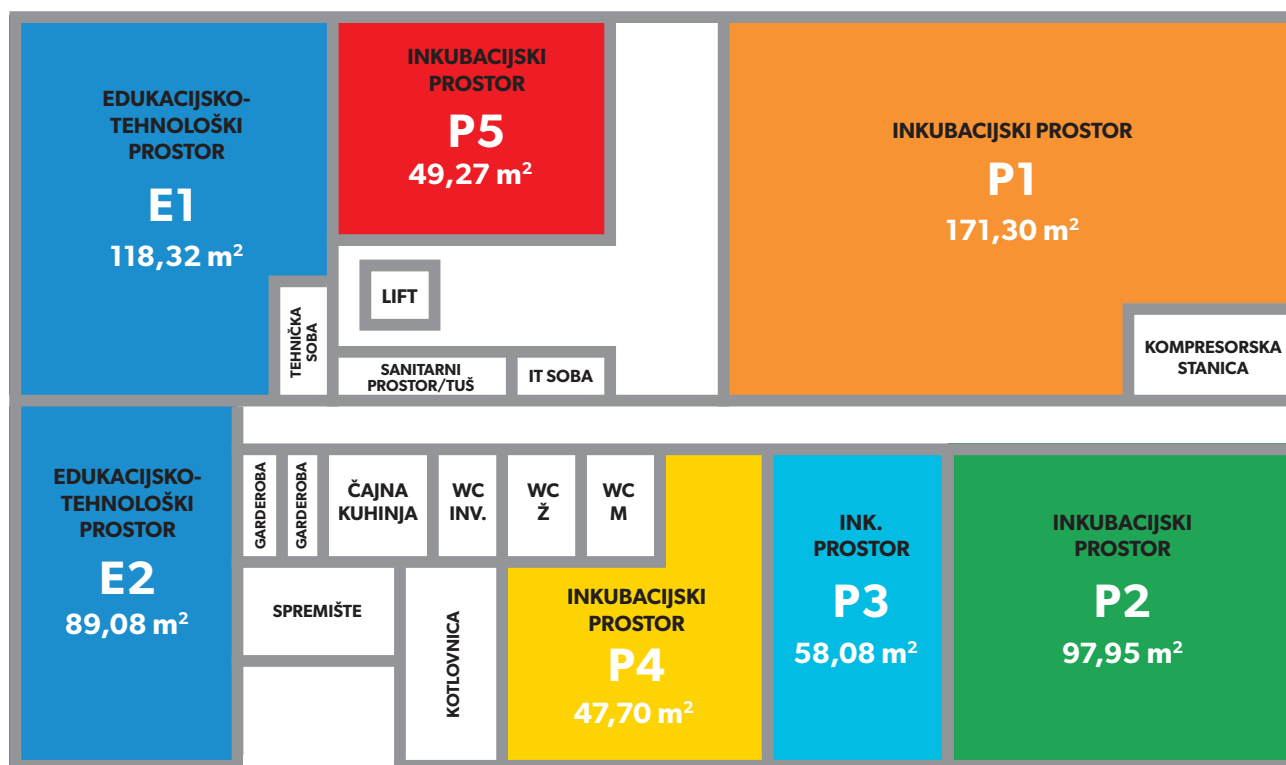 EDUKACIJSKO-
TEHNOLOŠKI
PROSTOR
E1
118,32 m²
INKUBACIJSKI
PROSTOR
P5
49,27 m²
INKUBACIJSKI PROSTOR
P1
171,30 m²
TEHNIČKA
SOBA
LIFT
SANITARNI
PROSTOR/TUŠ
IT SOBA
KOMPRESORSKA
STANICA
EDUKACIJSKO-
TEHNOLOŠKI
PROSTOR
E2
89,08 m²
GARDEROBA
GARDEROBA
ČAJNA
KUHINJA
WC
INV.
WC
Ž
WC
M
SPREMIŠTE
KOTLOVNICA
INKUBACIJSKI
PROSTOR
P4
47,70 m²
INK.
PROSTOR
P3
58,08 m²
INKUBACIJSKI
PROSTOR
P2
97,95 m²